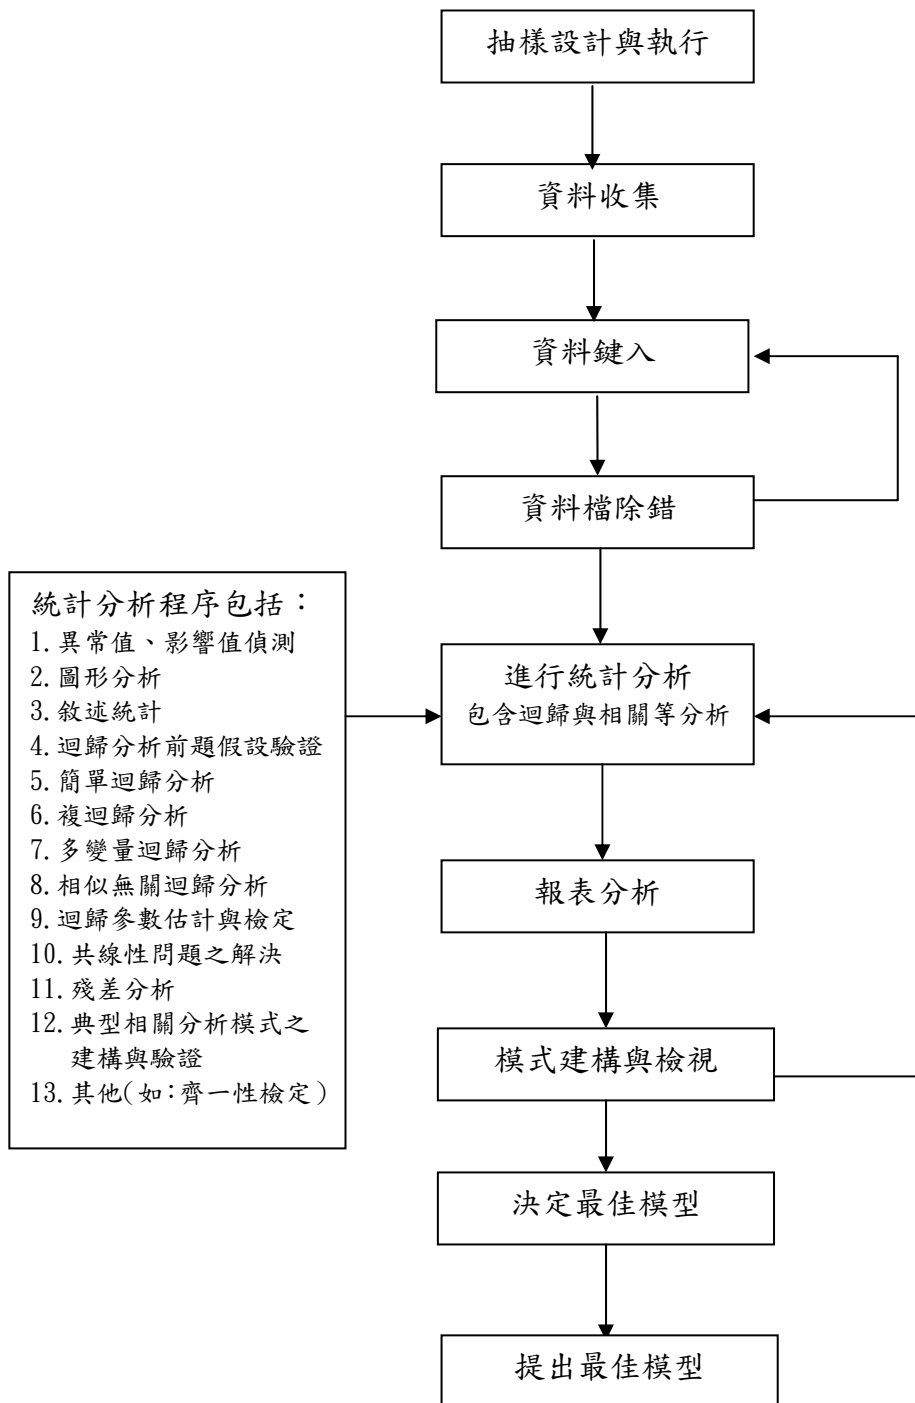 抽樣設計與執行
資料收集
資料鍵入
資料檔除錯
統計分析程序包括：
1.異常值、影響值偵測
2.圖形分析
3.敘述統計
4.迴歸分析前題假設驗證
5.簡單迴歸分析
6.複迴歸分析
7.多變量迴歸分析
8.相似無關迴歸分析
9.迴歸參數估計與檢定
10.共線性問題之解決
11.殘差分析
12.典型相關分析模式之
建構與驗證
13.其他(如：齊一性檢定)
進行統計分析
包含迴歸與相關等分析
報表分析
模式建構與檢視
決定最佳模型
提出最佳模型